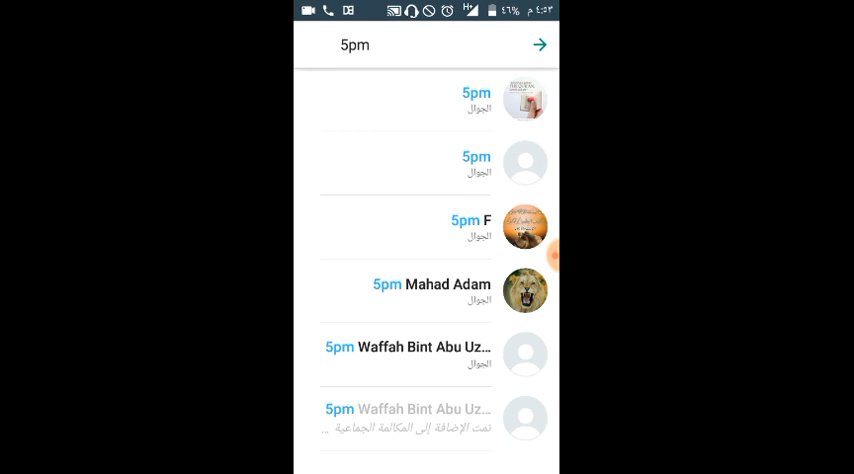 ٤:٥٣ م
٤٦%
H+
5pm
5pm
الجوال
5pm
الجوال
5pm F
الجوال
5pm Mahad Adam
الجوال
5pm Waffah Bint Abu Uz...
الجوال
5pm Waffah Bint Abu Uz...
تمت الإضافة إلى المكالمة الجماعية ...